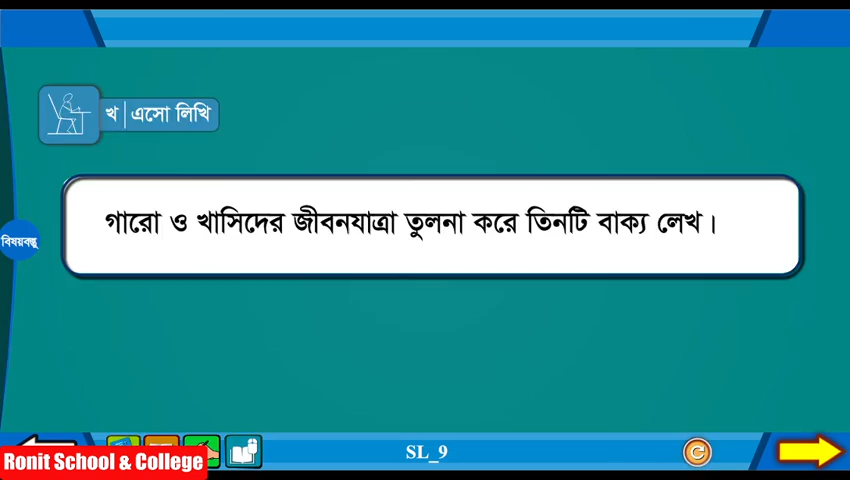 খ | এসো লিখি
গারো ও খাসিদের জীবনযাত্রা তুলনা করে তিনটি বাক্য লেখ।
বিষয়বস্তু
Ronit School & College
SL_9